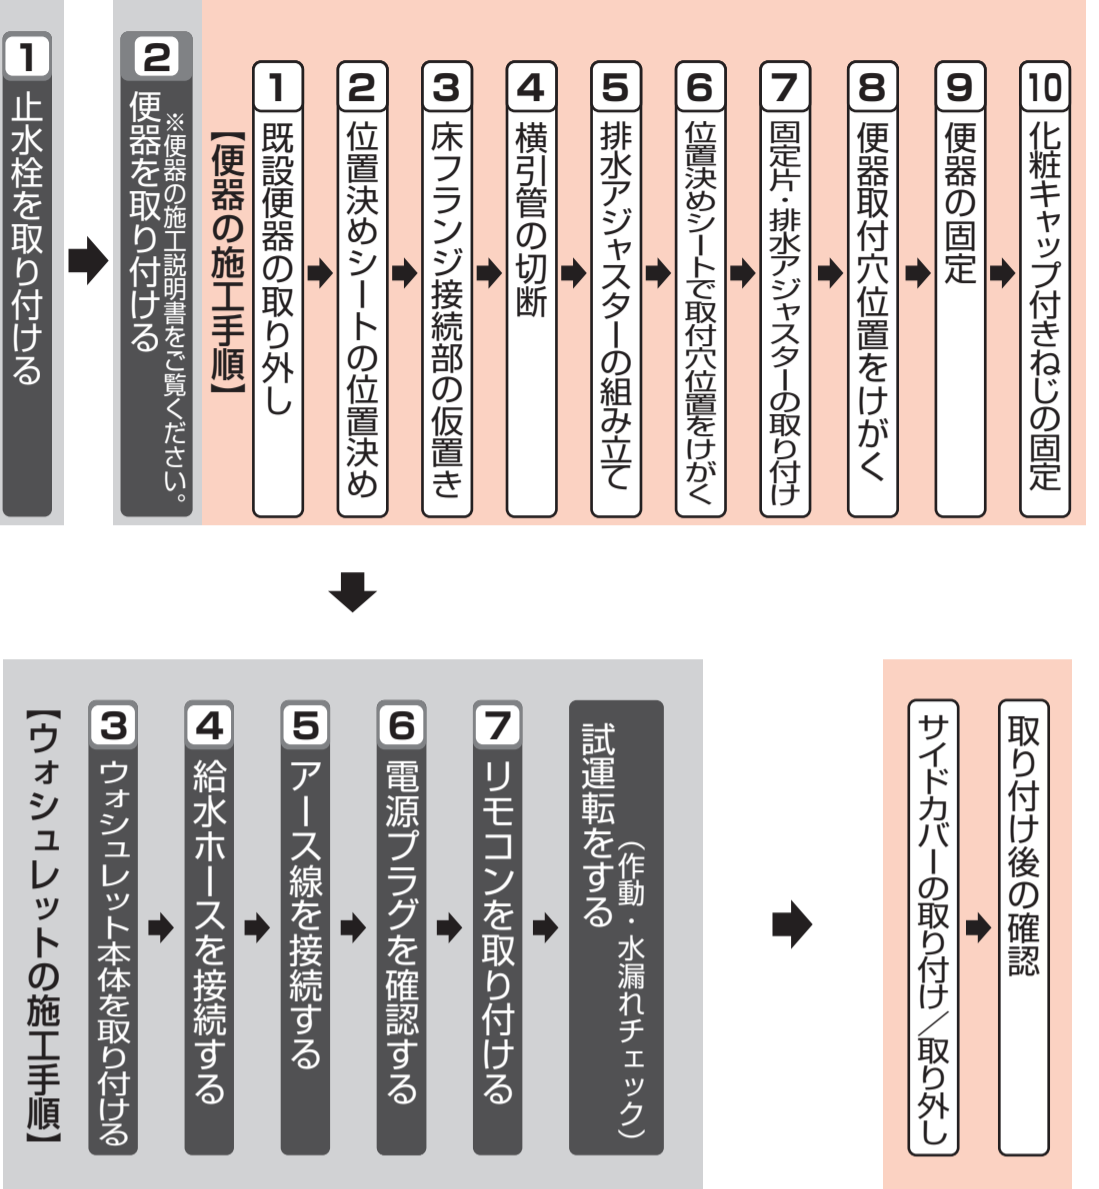 1 止水栓を取り付ける
2 便器を取り付ける
※便器の施工説明書をご覧ください。
【便器の施工手順】
1 既設便器の取り外し
2 位置決めシートの位置決め
3 床フランジ接続部の仮置き
4 横引管の切断
5 排水アジャスターの組み立て
6 位置決めシートで取付穴位置をけがく
7 固定片・排水アジャスターの取り付け
8 便器取付穴位置をけがく
9 便器の固定
10 化粧キャップ付きねじの固定
【ウォシュレットの施工手順】
3 ウォシュレット本体を取り付ける
4 給水ホースを接続する
5 アース線を接続する
6 電源プラグを確認する
7 リモコンを取り付ける
試運転をする
（作動・水漏れチェック）
サイドカバーの取り付け／取り外し
取り付け後の確認